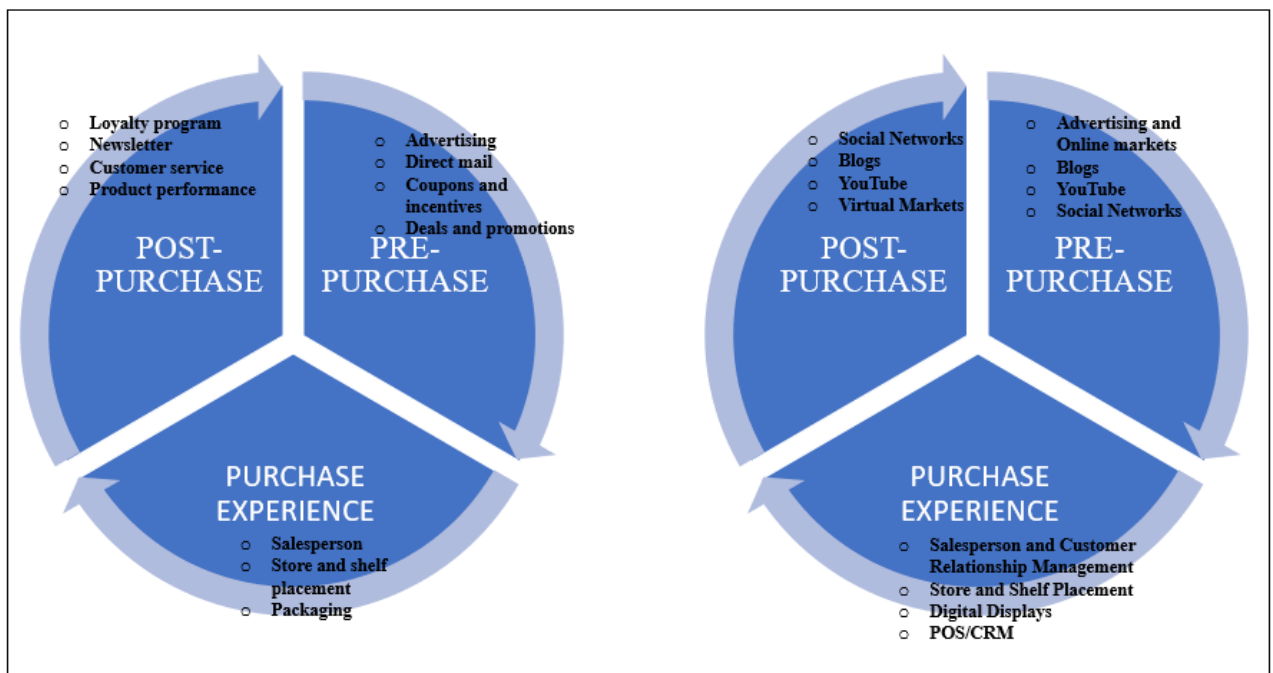 ○ Loyalty program
○ Newsletter
○ Customer service
○ Product performance
POST-
PURCHASE
○ Advertising
○ Direct mail
○ Coupons and
incentives
○ Deals and promotions
PRE-
PURCHASE
PURCHASE
EXPERIENCE
○ Salesperson
○ Store and shelf
placement
○ Packaging
○ Social Networks
○ Blogs
○ YouTube
○ Virtual Markets
POST-
PURCHASE
○ Advertising and
Online markets
○ Blogs
○ YouTube
○ Social Networks
PRE-
PURCHASE
PURCHASE
EXPERIENCE
○ Salesperson and Customer
Relationship Management
○ Store and Shelf Placement
○ Digital Displays
○ POS/CRM